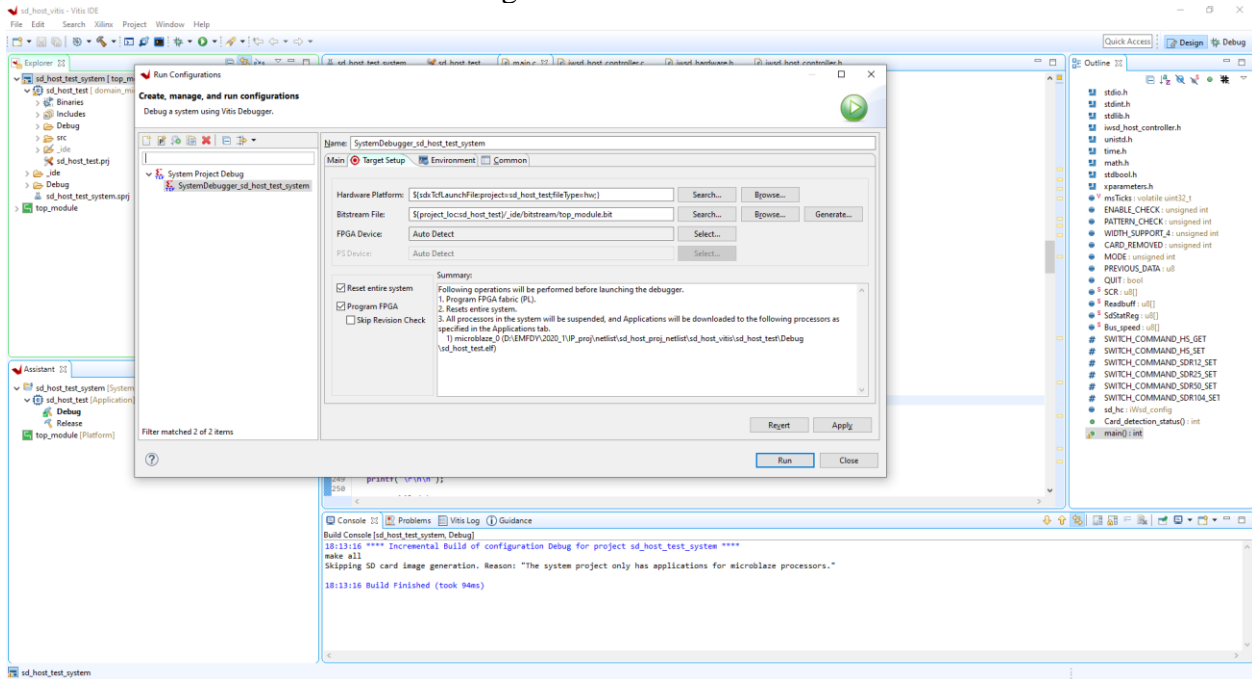 sd_host_vitis - Vitis IDE
File Edit Search Xilinx Project Window Help
Quick Access Design Debug
Explorer
sd_host_test_system [ top_m
sd_host_test [ domain_mi
Binaries
Includes
Debug
src
_ide
sd_host_test.prj
_ide
Debug
sd_host_test_system.sprj
top_module
sd_host_test_system sd_host_test main.c iwsd_host_controller.c iwsd_hardware.h iwsd_host_controller.h
Run Configurations
Create, manage, and run configurations
Debug a system using Vitis Debugger.
System Project Debug
SystemDebugger_sd_host_test_system
Filter matched 2 of 2 items
Name: SystemDebugger_sd_host_test_system
Main Target Setup Environment Common
Hardware Platform: ${sdxTcfLaunchFile:project=sd_host_test;fileType=hw;} Search... Browse...
Bitstream File: ${project_loc:sd_host_test}/_ide/bitstream/top_module.bit Search... Browse... Generate...
FPGA Device: Auto Detect Select...
PS Device: Auto Detect Select...
Reset entire system
Program FPGA
Skip Revision Check
Summary:
Following operations will be performed before launching the debugger.
1. Program FPGA fabric (PL).
2. Resets entire system.
3. All processors in the system will be suspended, and Applications will be downloaded to the following processors as
specified in the Applications tab.
1) microblaze_0 (D:\EMFDY\2020_1\IP_proj\netlist\sd_host_proj_netlist\sd_host_vitis\sd_host_test\Debug
\sd_host_test.elf)
Revert Apply
Run Close
Outline
stdio.h
stdint.h
stdlib.h
iwsd_host_controller.h
unistd.h
time.h
math.h
stdbool.h
xparameters.h
msTicks : volatile uint32_t
ENABLE_CHECK : unsigned int
PATTERN_CHECK : unsigned int
WIDTH_SUPPORT_4 : unsigned int
CARD_REMOVED : unsigned int
MODE : unsigned int
PREVIOUS_DATA : u8
QUIT : bool
SCR : u8[]
Readbuff : u8[]
SdStatReg : u8[]
Bus_speed : u8[]
SWITCH_COMMAND_HS_GET
SWITCH_COMMAND_HS_SET
SWITCH_COMMAND_SDR12_SET
SWITCH_COMMAND_SDR25_SET
SWITCH_COMMAND_SDR50_SET
SWITCH_COMMAND_SDR104_SET
sd_hc : iWsd_config
Card_detection_status() : int
main() : int
Assistant
sd_host_test_system [System
sd_host_test [Application]
Debug
Release
top_module [Platform]
249 printf( "\r\n\n");
250
Console Problems Vitis Log Guidance
Build Console [sd_host_test_system, Debug]
18:13:16 **** Incremental Build of configuration Debug for project sd_host_test_system ****
make all
Skipping SD card image generation. Reason: "The system project only has applications for microblaze processors."
18:13:16 Build Finished (took 94ms)
sd_host_test_system